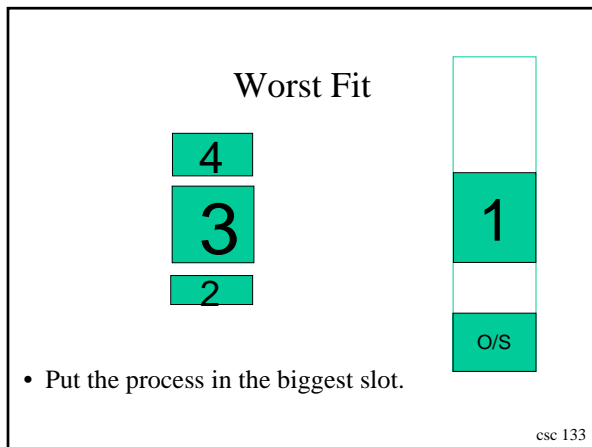 Worst Fit
4
3
2
1
O/S
• Put the process in the biggest slot.
csc 133